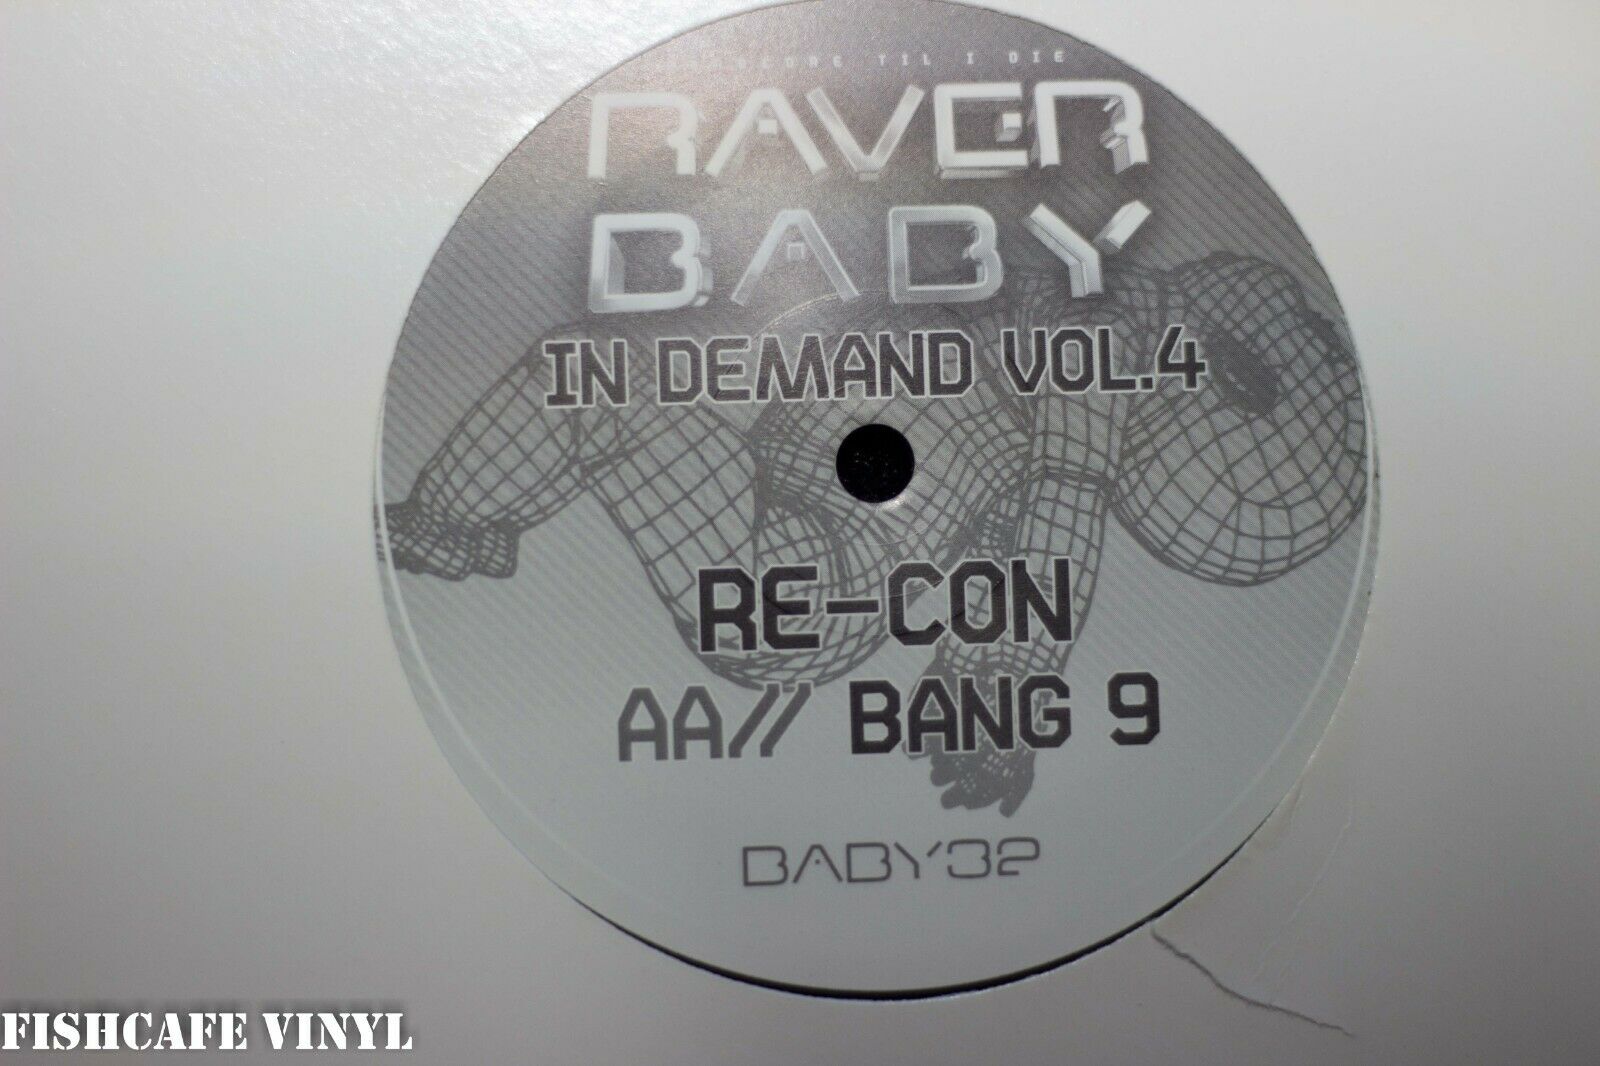 HARDCORE TIL I DIE
RAVER
BABY
IN DEMAND VOL.4
RE-CON
AA// BANG 9
BABY32
FISHCAFE VINYL